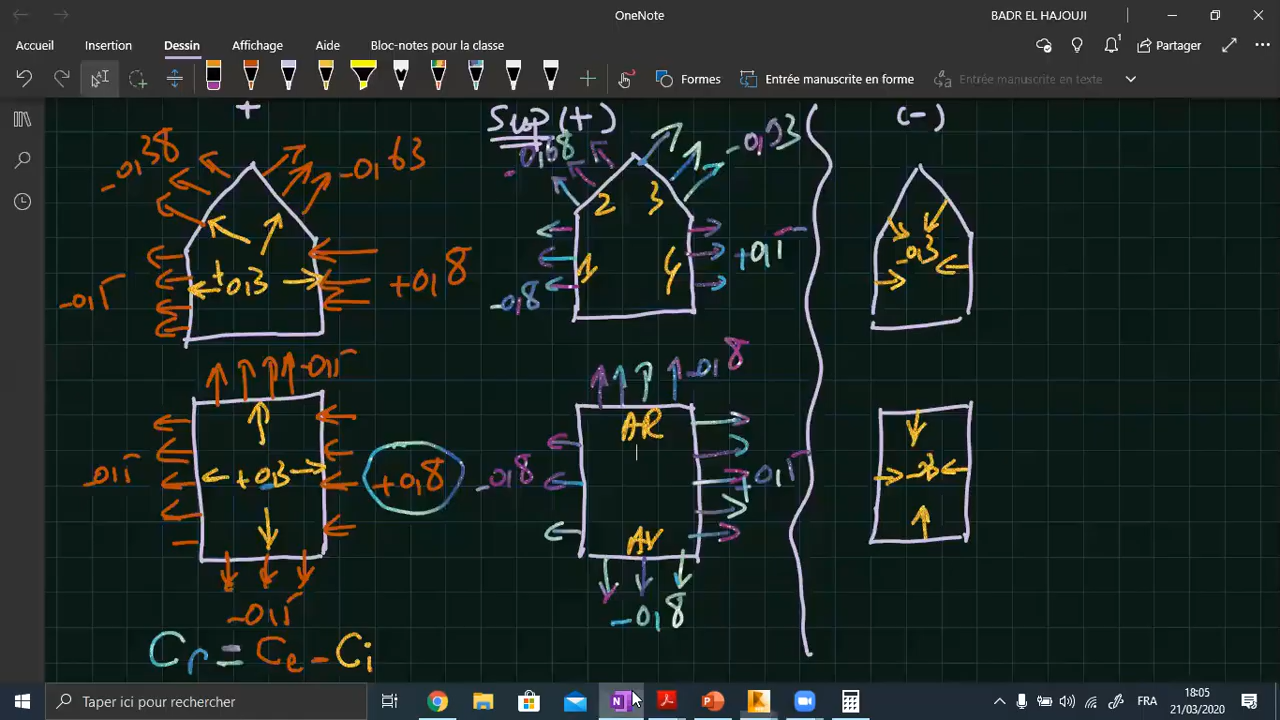 OneNote
BADR EL HAJOUJI
Accueil Insertion Dessin Affichage Aide Bloc-notes pour la classe
Partager
Formes
Entrée manuscrite en forme
Entrée manuscrite en texte
+
Sup (+)
(-)
-0,38
-0,63
-0,68
-0,93
2 3
+0,3
-0,3
-0,5
+0,8
1 4
+0,5
-0,8
-0,5
-0,8
AR
-0,5
+0,3
+0,8
-0,8
+0,5
-0,3
AV
-0,5
-0,8
Cr = Ce - Ci
Taper ici pour rechercher
FRA
18:05
21/03/2020